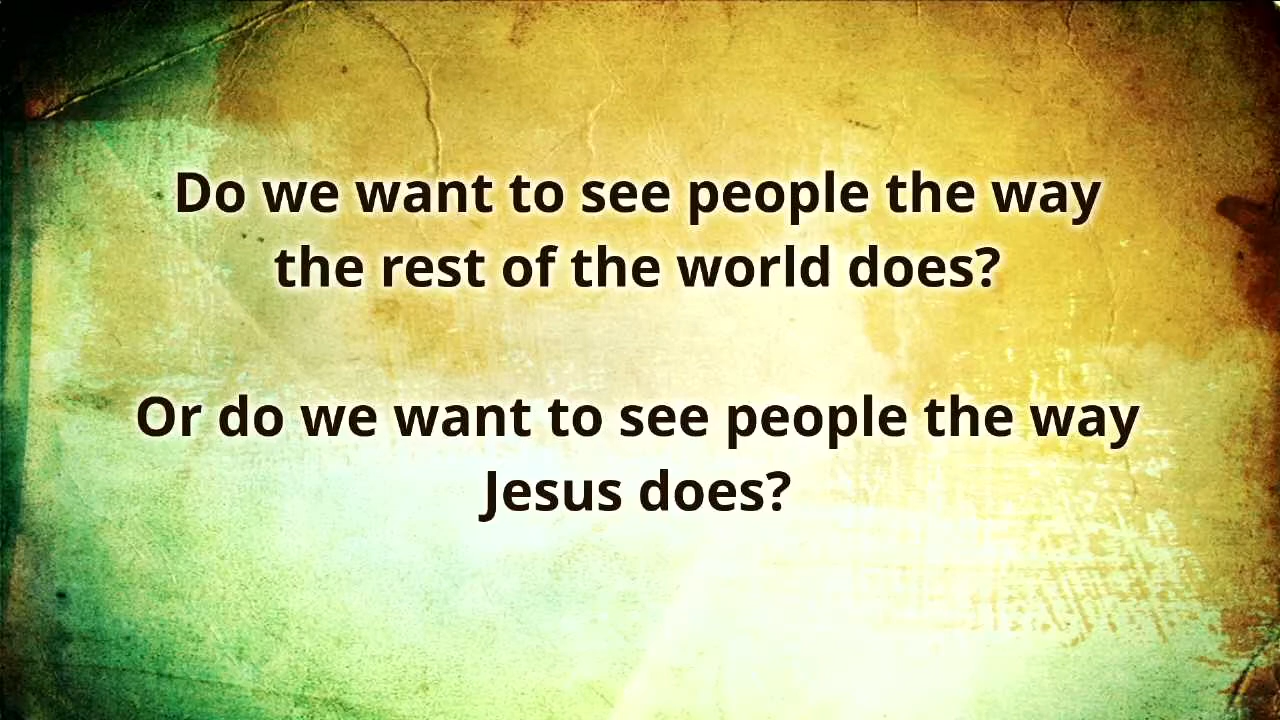 Do we want to see people the way
the rest of the world does?
Or do we want to see people the way
Jesus does?